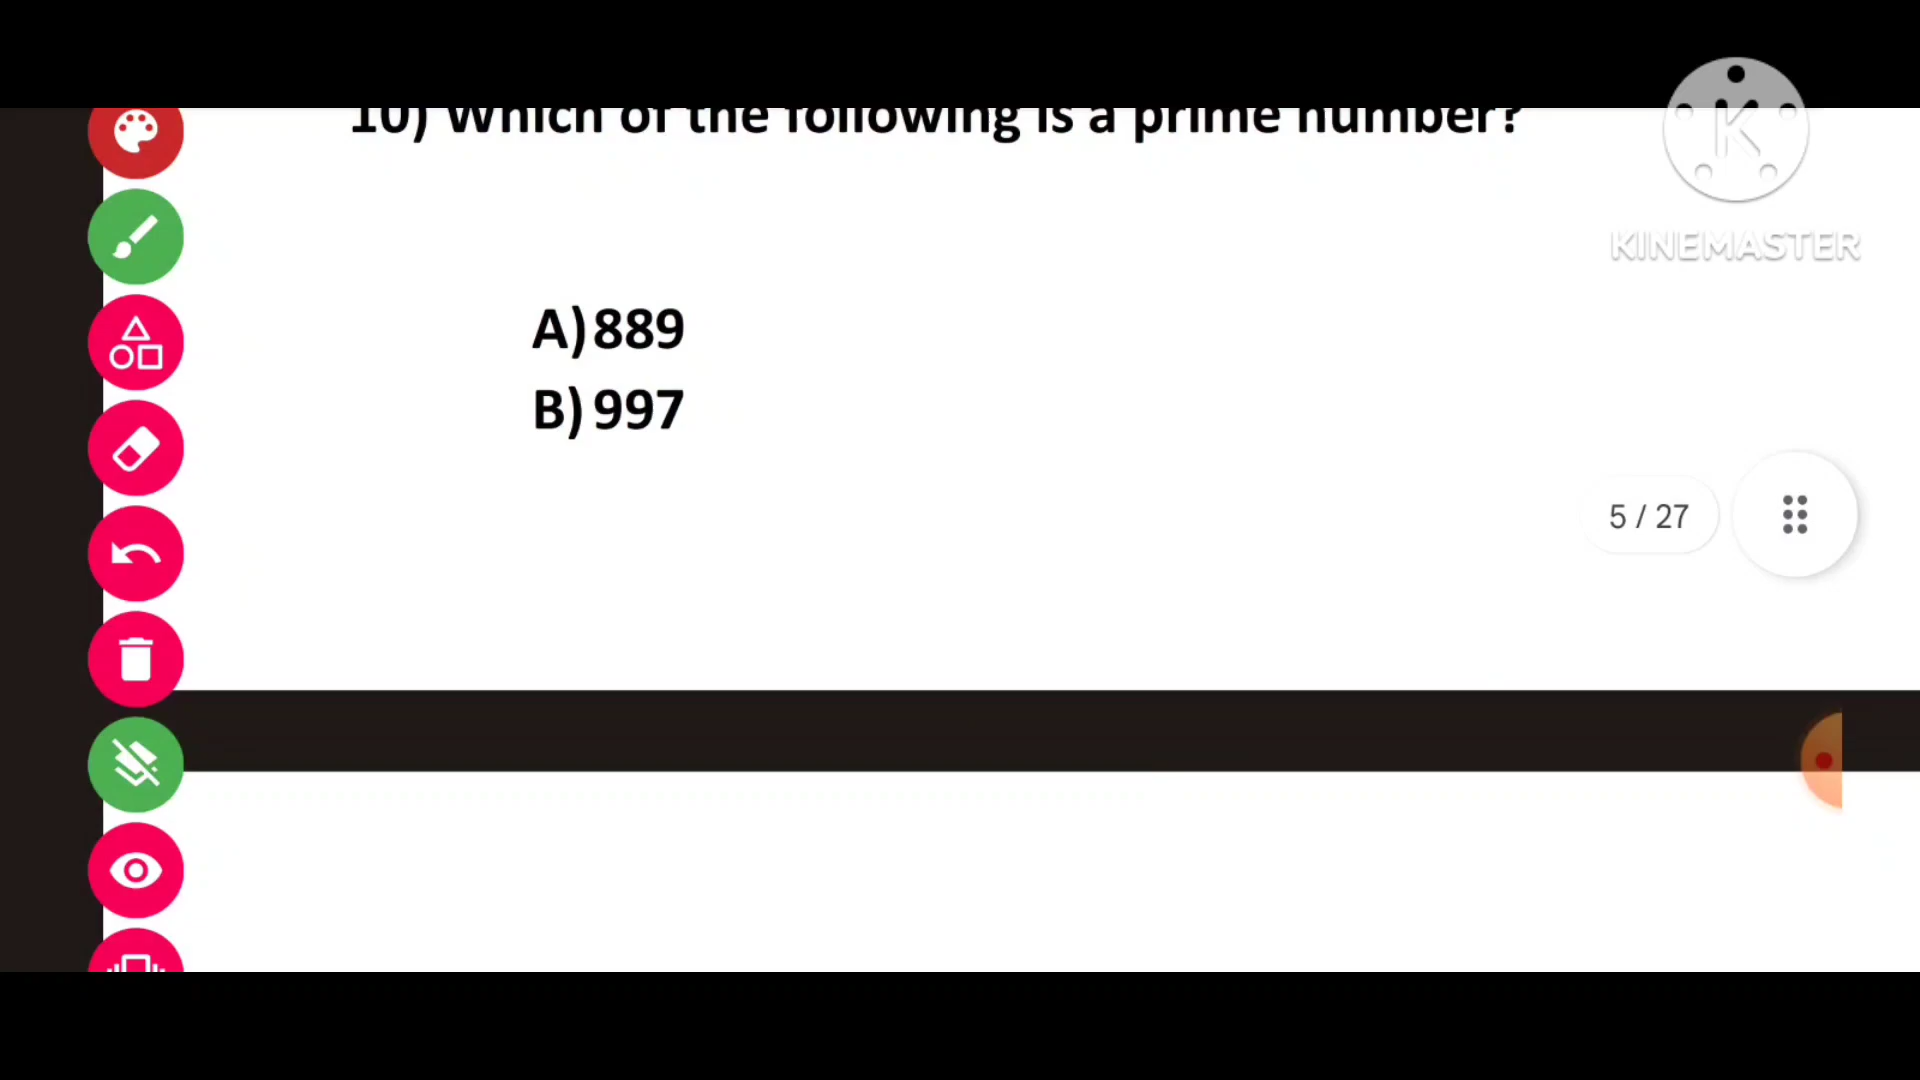 10) Which of the following is a prime number?
K
KINEMASTER
A) 889
B) 997
5 / 27